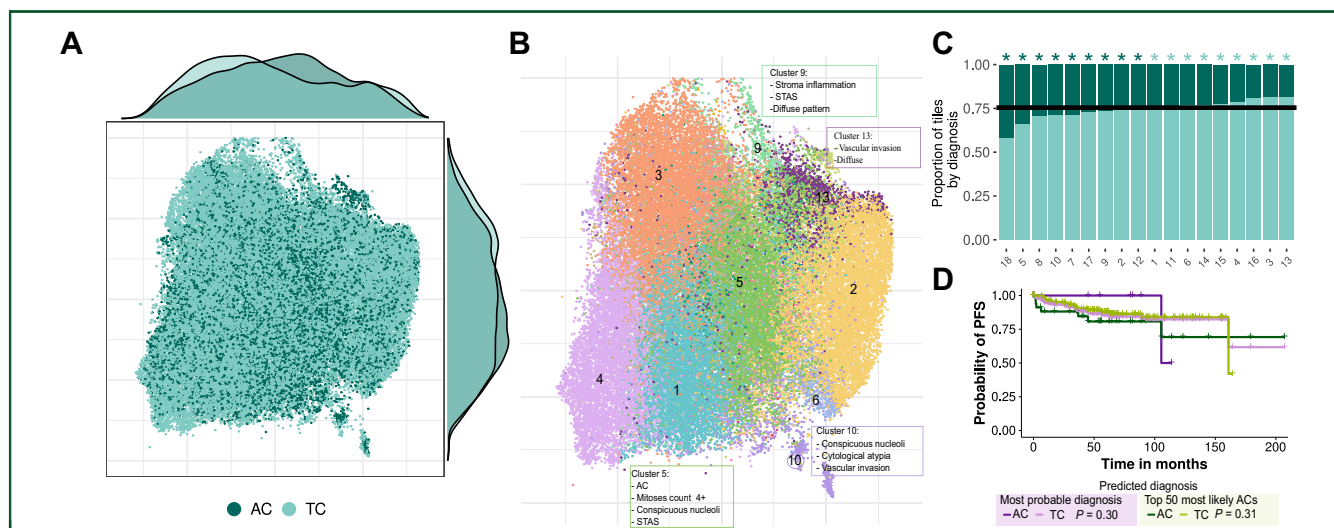 A
AC TC
B
Cluster 9:
- Stroma inflammation
- STAS
-Diffuse pattern
Cluster 13:
- Vascular invasion
-Diffuse
9
3
13
5
2
4
1
6
10
Cluster 10:
- Conspicuous nucleoli
- Cytological atypia
- Vascular invasion
Cluster 5:
- AC
- Mitoses count 4+
- Conspicuous nucleoli
- STAS
C
* * * * * * * * * * * * * * * * * *
Proportion of tiles
by diagnosis
1.00
0.75
0.50
0.25
0.00
18 5 8 10 7 17 9 2 12 1 11 6 14 15 4 16 3 13
D
Probability of PFS
1.00
0.75
0.50
0.25
0.00
0 50 100 150 200
Time in months
Predicted diagnosis
Most probable diagnosis
AC TC P = 0.30
Top 50 most likely ACs
AC TC P = 0.31